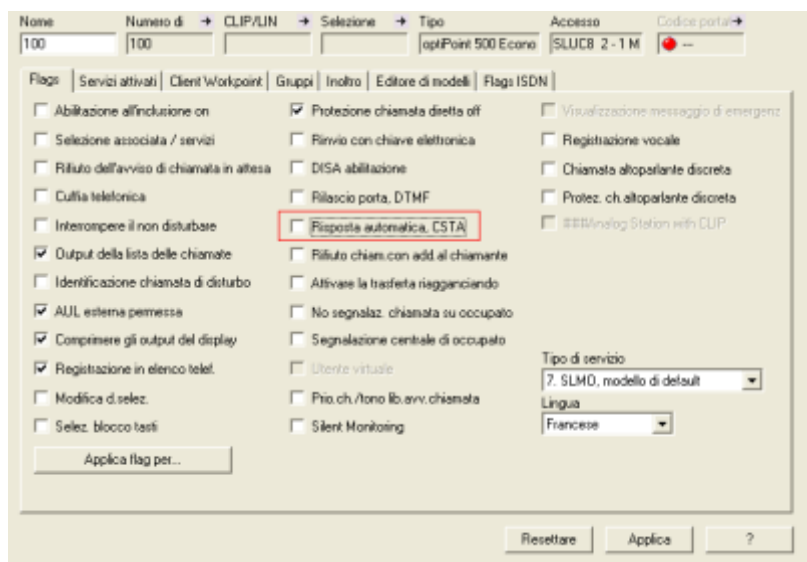 Nome Numero di CLIP/LIN Selezione Tipo Accesso Codice portat
100 100 optiPoint 500 Econo SLUC8 2 - 1 M --
Flags Servizi attivati Client Workpoint Gruppi Inoltro Editore di modelli Flags ISDN
Abilitazione all'inclusione on
Selezione associata / servizi
Rifiuto dell'avviso di chiamata in attesa
Cuffia telefonica
Interrompere il non disturbare
Output della lista delle chiamate
Identificazione chiamata di disturbo
AUL esterna permessa
Comprimere gli output del display
Registrazione in elenco telef.
Modifica d.selez.
Selez. blocco tasti
Applica flag per...
Protezione chiamata diretta off
Rinvio con chiave elettronica
DISA abilitazione
Rilascio porta, DTMF
Risposta automatica, CSTA
Rifiuto chiam.con add.al chiamante
Attivare la trasferta riagganciando
No segnalaz. chiamata su occupato
Segnalazione centrale di occupato
Utente virtuale
Prio.ch./tono lib.avv.chiamata
Silent Monitoring
Visualizzazione messaggio di emergenz
Registrazione vocale
Chiamata altoparlante discreta
Protez. ch.altoparlante discreta
###Analog Station with CLIP
Tipo di servizio
7. SLMO, modello di default
Lingua
Francese
Resettare Applica ?